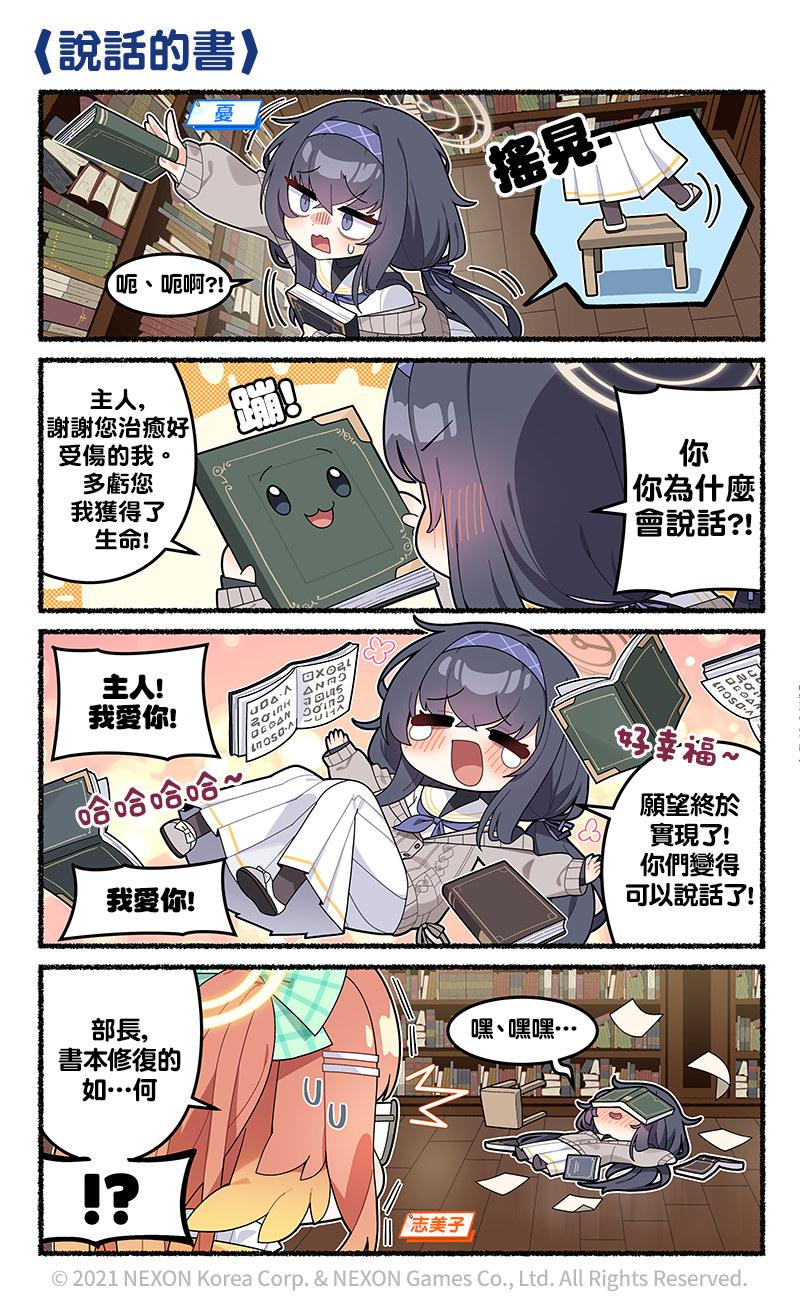 《說話的書》
憂
搖晃-
呃、呃啊?!
主人,
謝謝您治癒好
受傷的我。
多虧您
我獲得了
生命!
蹦!
你
你為什麼
會說話?!
主人!
我愛你!
哈哈哈哈~
我愛你!
好幸福~
願望終於
實現了!
你們變得
可以說話了!
部長,
書本修復的
如…何
!?
嘿、嘿嘿…
志美子
© 2021 NEXON Korea Corp. & NEXON Games Co., Ltd. All Rights Reserved.